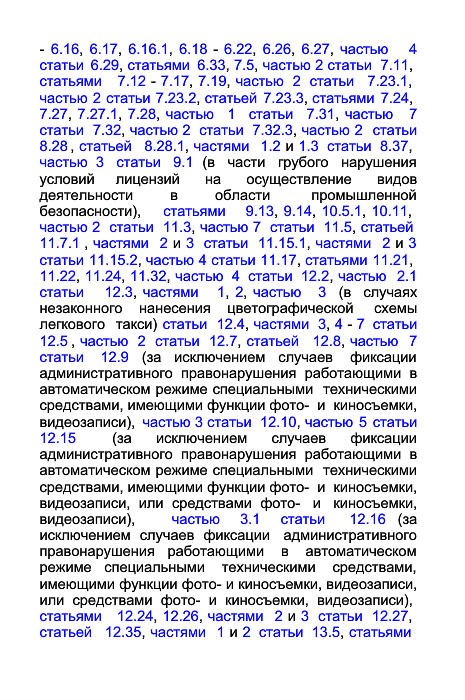 - 6.16, 6.17, 6.16.1, 6.18 - 6.22, 6.26, 6.27, частью 4
статьи 6.29, статьями 6.33, 7.5, частью 2 статьи 7.11,
статьями 7.12 - 7.17, 7.19, частью 2 статьи 7.23.1,
частью 2 статьи 7.23.2, статьей 7.23.3, статьями 7.24,
7.27, 7.27.1, 7.28, частью 1 статьи 7.31, частью 7
статьи 7.32, частью 2 статьи 7.32.3, частью 2 статьи
8.28 , статьей 8.28.1, частями 1.2 и 1.3 статьи 8.37,
частью 3 статьи 9.1 (в части грубого нарушения
условий лицензий на осуществление видов
деятельности в области промышленной
безопасности), статьями 9.13, 9.14, 10.5.1, 10.11,
частью 2 статьи 11.3, частью 7 статьи 11.5, статьей
11.7.1 , частями 2 и 3 статьи 11.15.1, частями 2 и 3
статьи 11.15.2, частью 4 статьи 11.17, статьями 11.21,
11.22, 11.24, 11.32, частью 4 статьи 12.2, частью 2.1
статьи 12.3, частями 1, 2, частью 3 (в случаях
незаконного нанесения цветографической схемы
легкового такси) статьи 12.4, частями 3, 4 - 7 статьи
12.5 , частью 2 статьи 12.7, статьей 12.8, частью 7
статьи 12.9 (за исключением случаев фиксации
административного правонарушения работающими в
автоматическом режиме специальными техническими
средствами, имеющими функции фото- и киносъемки,
видеозаписи), частью 3 статьи 12.10, частью 5 статьи
12.15 (за исключением случаев фиксации
административного правонарушения работающими в
автоматическом режиме специальными техническими
средствами, имеющими функции фото- и киносъемки,
видеозаписи, или средствами фото- и киносъемки,
видеозаписи), частью 3.1 статьи 12.16 (за
исключением случаев фиксации административного
правонарушения работающими в автоматическом
режиме специальными техническими средствами,
имеющими функции фото- и киносъемки, видеозаписи,
или средствами фото- и киносъемки, видеозаписи),
статьями 12.24, 12.26, частями 2 и 3 статьи 12.27,
статьей 12.35, частями 1 и 2 статьи 13.5, статьями